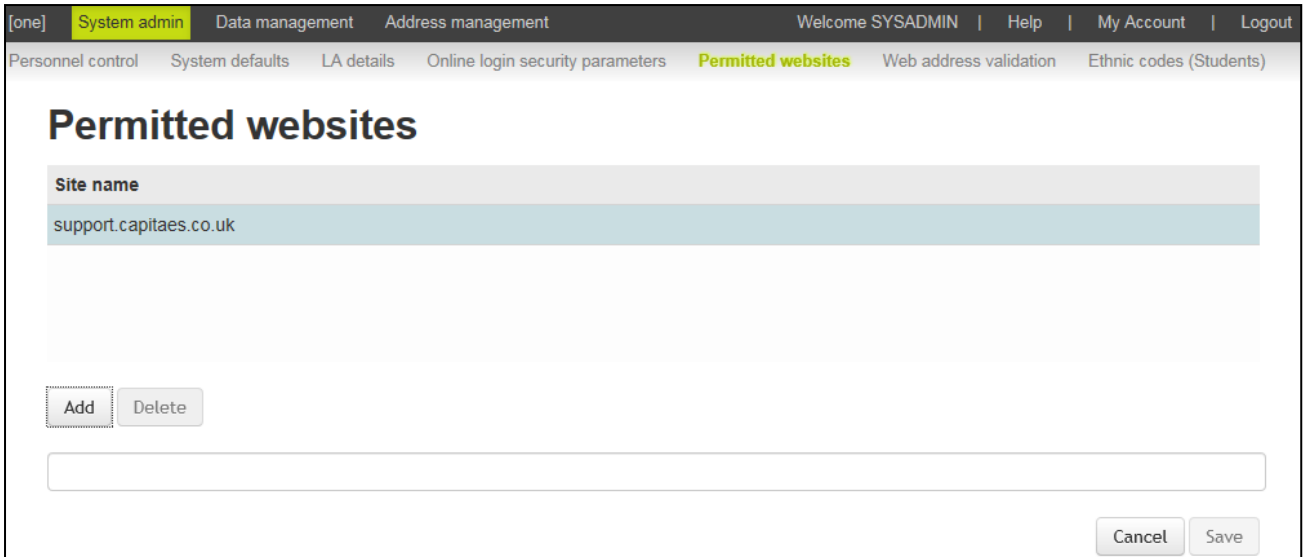 [one] System admin Data management Address management Welcome SYSADMIN | Help | My Account | Logout
Personnel control System defaults LA details Online login security parameters Permitted websites Web address validation Ethnic codes (Students)
Permitted websites
Site name
support.capitaes.co.uk
Add Delete
Cancel Save